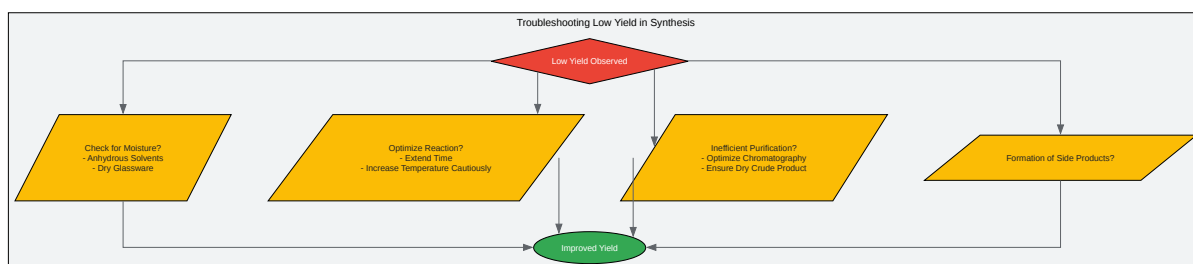 Troubleshooting Low Yield in Synthesis
Low Yield Observed
Check for Moisture?
- Anhydrous Solvents
- Dry Glassware
Optimize Reaction?
- Extend Time
- Increase Temperature Cautiously
Inefficient Purification?
- Optimize Chromatography
- Ensure Dry Crude Product
Formation of Side Products?
Improved Yield